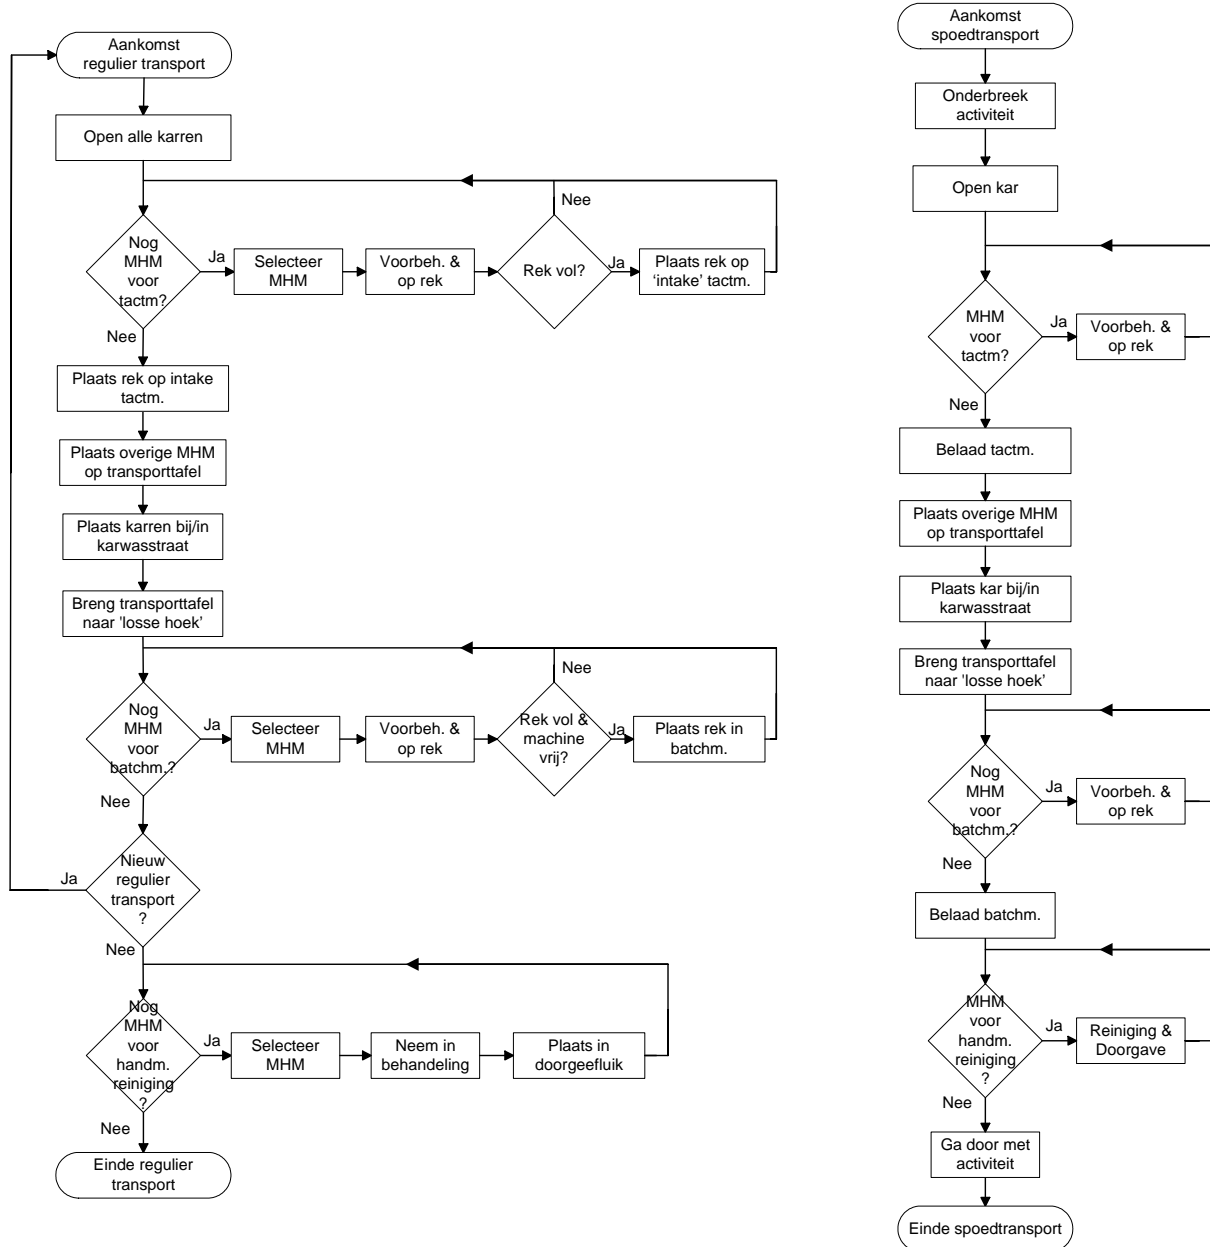 Aankomst
regulier transport
Open alle karren
Nog
MHM
voor
tactm?
Ja
Selecteer
MHM
Voorbeh. &
op rek
Rek vol?
Nee
Ja
Plaats rek op
‘intake’ tactm.
Nee
Plaats rek op intake
tactm.
Plaats overige MHM
op transporttafel
Plaats karren bij/in
karwasstraat
Breng transporttafel
naar 'losse hoek’
Nog
MHM
voor
batchm.?
Ja
Selecteer
MHM
Voorbeh. &
op rek
Rek vol &
machine
vrij?
Nee
Ja
Plaats rek in
batchm.
Nee
Nieuw
regulier
transport
?
Ja
Nee
Nog
MHM
voor
handm.
reiniging
?
Ja
Selecteer
MHM
Neem in
behandeling
Plaats in
doorgeefluik
Nee
Einde regulier
transport
Aankomst
spoedtransport
Onderbreek
activiteit
Open kar
MHM
voor
tactm?
Ja
Voorbeh. &
op rek
Nee
Belaad tactm.
Plaats overige MHM
op transporttafel
Plaats kar bij/in
karwasstraat
Breng transporttafel
naar 'losse hoek’
Nog
MHM
voor
batchm.?
Ja
Voorbeh. &
op rek
Nee
Belaad batchm.
MHM
voor
handm.
reiniging
?
Ja
Reiniging &
Doorgave
Nee
Ga door met
activiteit
Einde spoedtransport